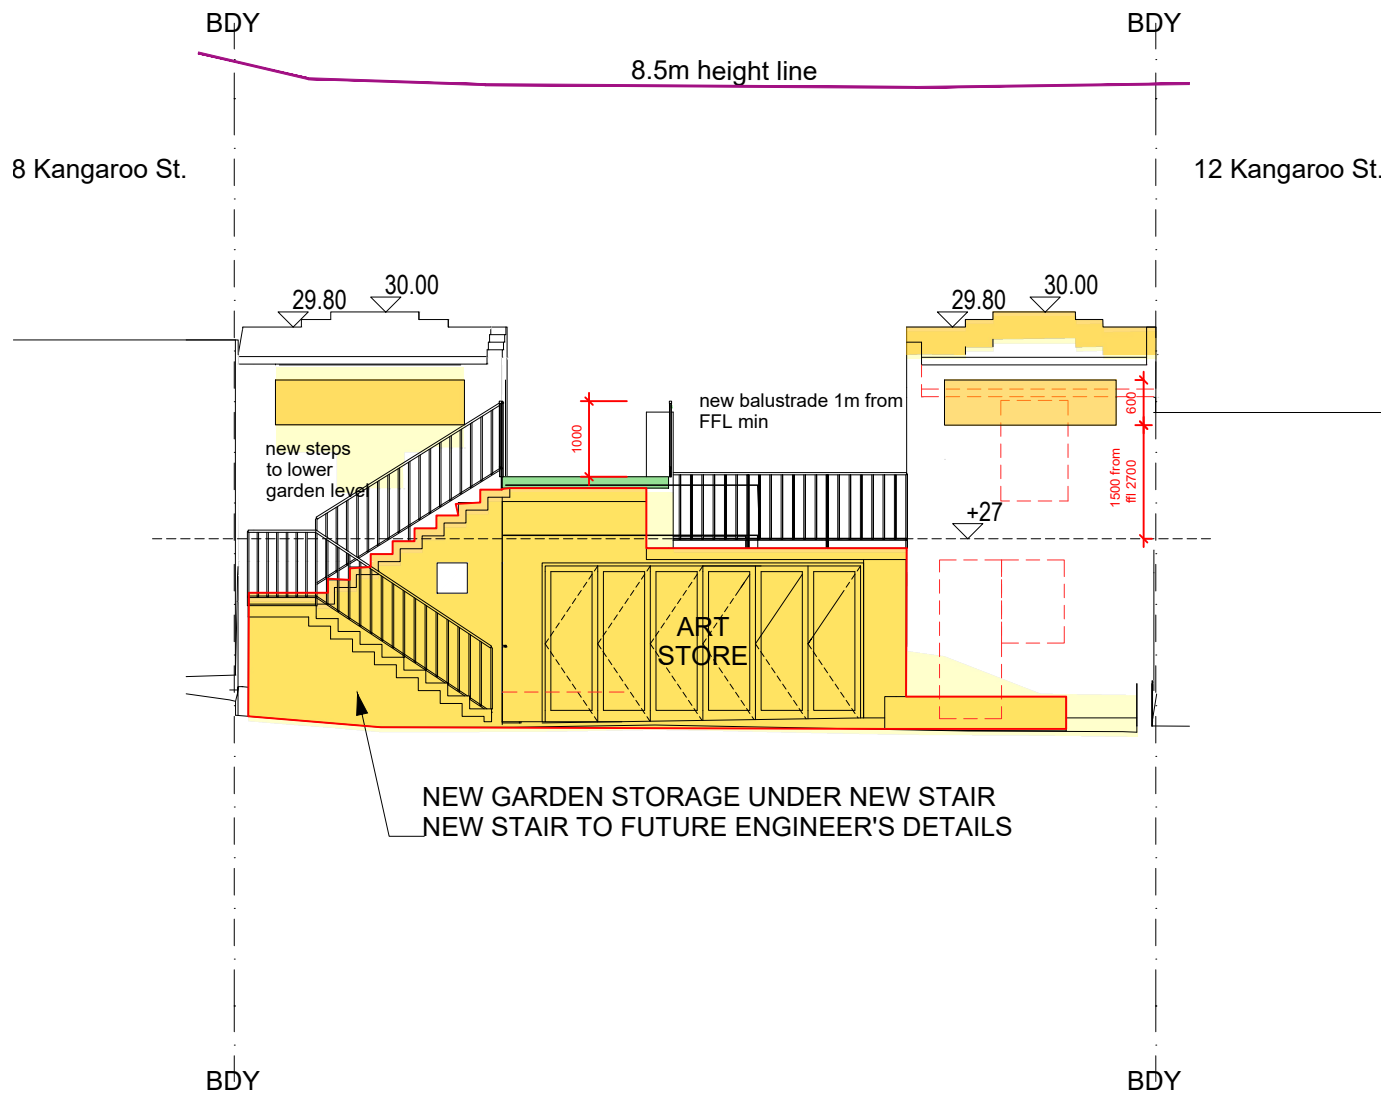 BDY
BDY
8.5m height line
8 Kangaroo St.
12 Kangaroo St.
29.80
30.00
29.80
30.00
new balustrade 1m from
FFL min
1000
600
new steps
to lower
garden level
1500 from
ffl 2700
+27
ART
STORE
NEW GARDEN STORAGE UNDER NEW STAIR
NEW STAIR TO FUTURE ENGINEER'S DETAILS
BDY
BDY